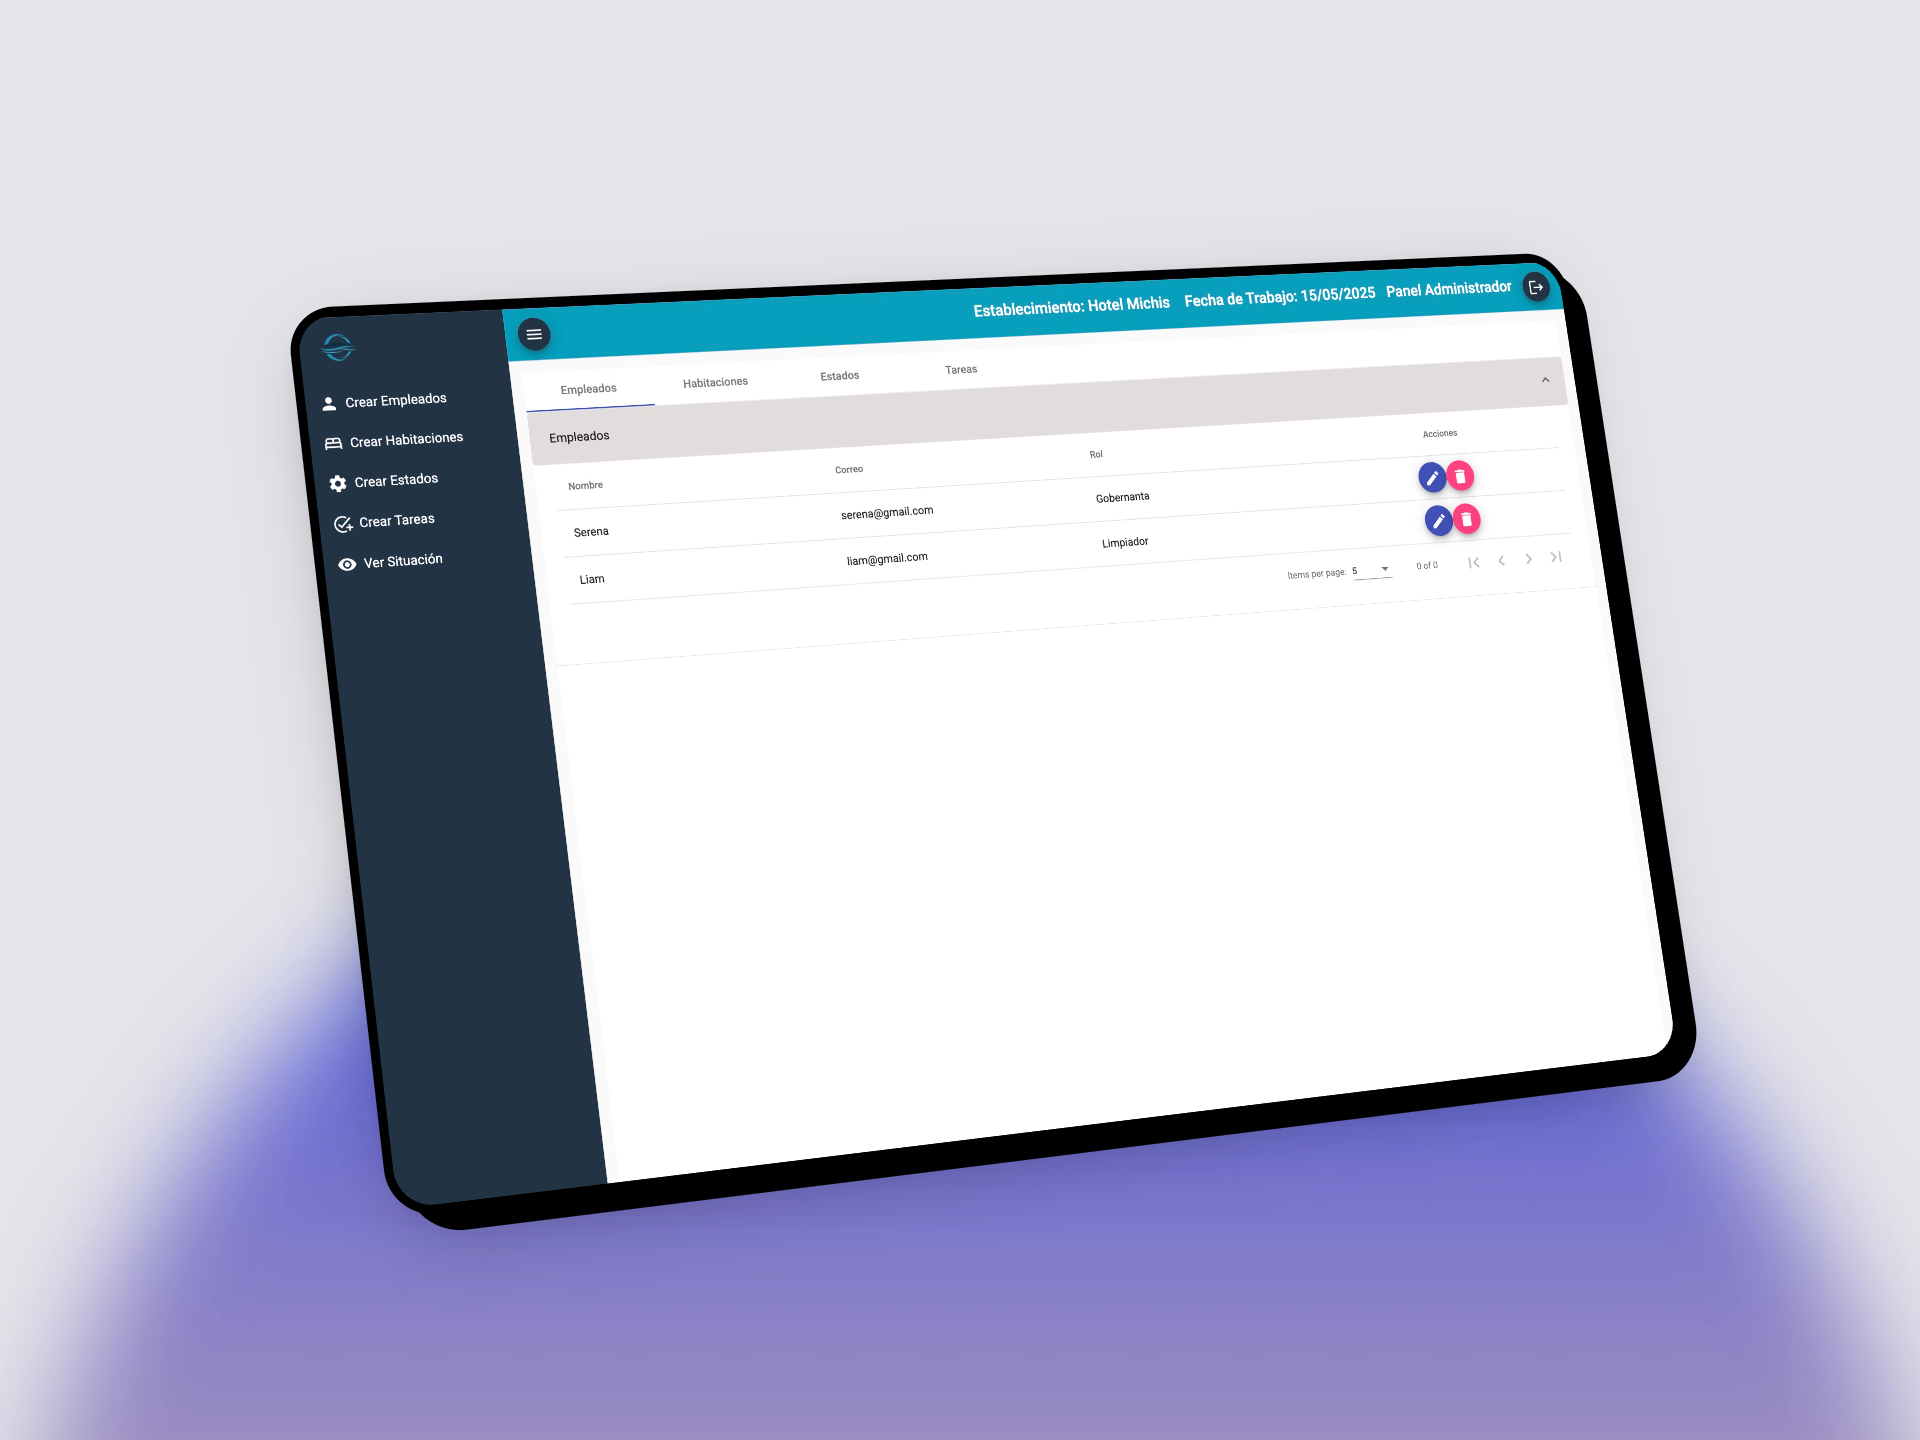 Establecimiento: Hotel Michis Fecha de Trabajo: 15/05/2025 Panel Administrador
Crear Empleados
Crear Habitaciones
Crear Estados
Crear Tareas
Ver Situación
Empleados Habitaciones Estados Tareas
Empleados
Nombre Correo Rol Acciones
Serena serena@gmail.com Gobernanta
Liam liam@gmail.com Limpiador
Items per page: 5 0 of 0